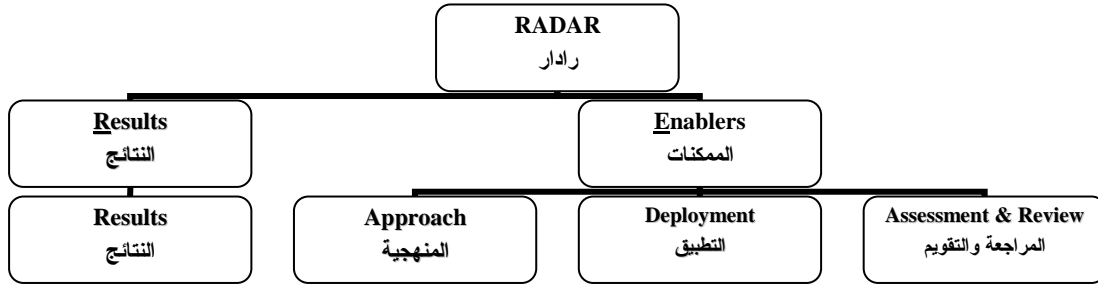 RADAR
رادار
Results
النتائج
Enablers
الممكنات
Results
النتائج
Approach
المنهجية
Deployment
التطبيق
Assessment & Review
المراجعة والتقويم